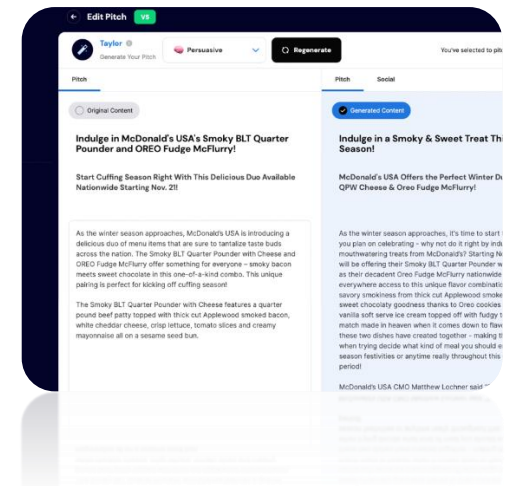 Edit Pitch V5
Taylor
Generate Your Pitch
Persuasive
Regenerate
You've selected to pitc
Pitch
Original Content
Indulge in McDonald's USA's Smoky BLT Quarter
Pounder and OREO Fudge McFlurry!
Start Cuffing Season Right With This Delicious Duo Available
Nationwide Starting Nov. 21!
As the winter season approaches, McDonald's USA is introducing a
delicious duo of menu items that are sure to tantalize taste buds
across the nation. The Smoky BLT Quarter Pounder with Cheese and
OREO Fudge McFlurry offer something for everyone – smoky bacon
meets sweet chocolate in this one-of-a-kind combo. This unique
pairing is perfect for kicking off cuffing season!
The Smoky BLT Quarter Pounder with Cheese features a quarter
pound beef patty topped with thick cut Applewood smoked bacon,
white cheddar cheese, crisp lettuce, tomato slices and creamy
mayonnaise all on a sesame seed bun.
Pitch Social
Generated Content
Indulge in a Smoky & Sweet Treat Thi
Season!
McDonald's USA Offers the Perfect Winter Du
QPW Cheese & Oreo Fudge McFlurry!
As the winter season approaches, it's time to start
you plan on celebrating - why not do it right by indu
mouthwatering treats from McDonald's? Starting No
will be offering their Smoky BLT Quarter Pounder w
as their decadent Oreo Fudge McFlurry nationwide
everywhere access to this unique flavor combinatio
savory smokiness from thick cut Applewood smoke
sweet chocolaty goodness thanks to Oreo cookies
vanilla soft serve ice cream topped off with fudgy t
match made in heaven when it comes down to flav
these two dishes have created together - making th
when trying decide what kind of meal you should e
season festivities or anytime really throughout this
period!
McDonald's USA CMO Matthew Lechner said